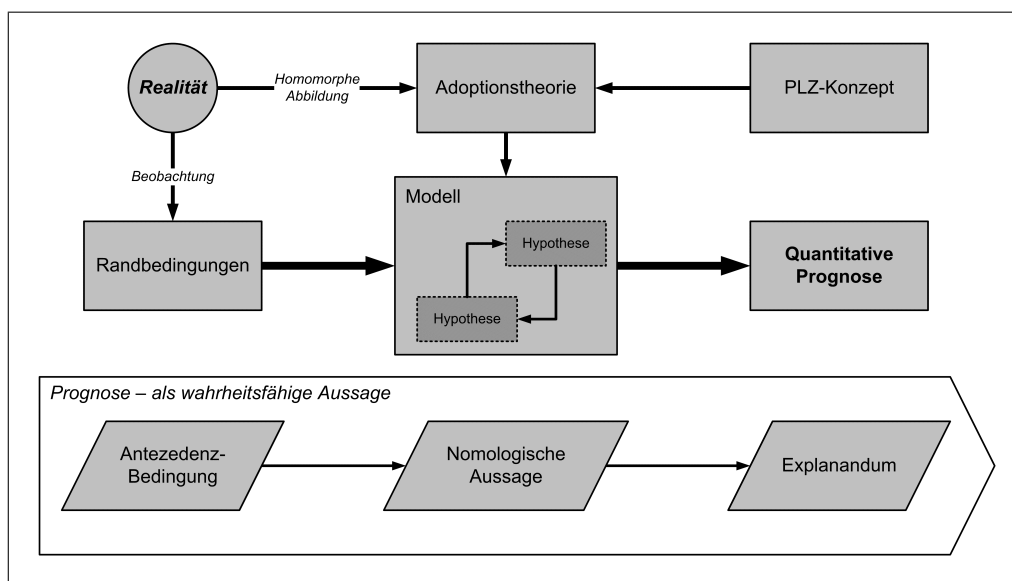 Realität
Homomorphe
Abbildung
Adoptionstheorie
PLZ-Konzept
Beobachtung
Modell
Randbedingungen
Hypothese
Hypothese
Quantitative
Prognose
Prognose – als wahrheitsfähige Aussage
Antezedenz-
Bedingung
Nomologische
Aussage
Explanandum